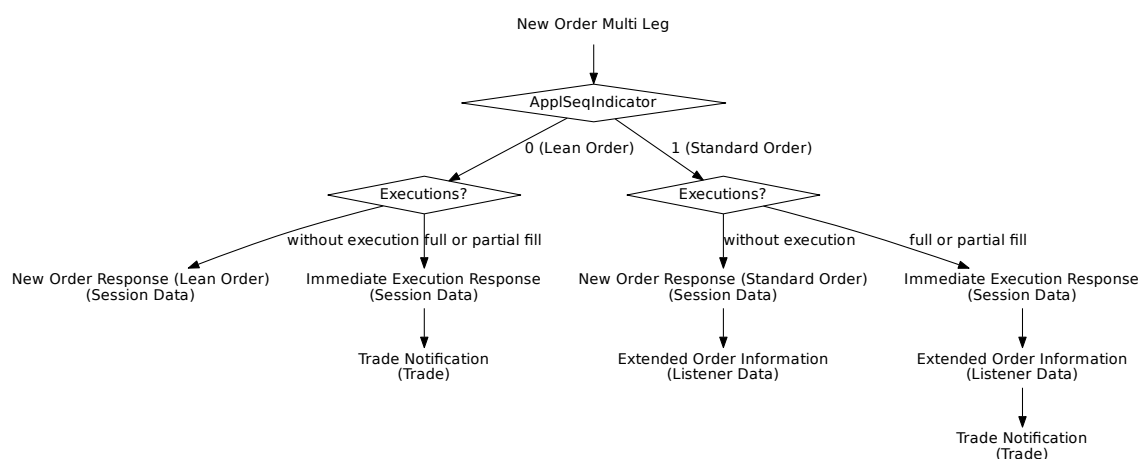 New Order Multi Leg
ApplSeqIndicator
0 (Lean Order)
1 (Standard Order)
Executions?
Executions?
without execution
full or partial fill
without execution
full or partial fill
New Order Response (Lean Order)
(Session Data)
Immediate Execution Response
(Session Data)
New Order Response (Standard Order)
(Session Data)
Immediate Execution Response
(Session Data)
Trade Notification
(Trade)
Extended Order Information
(Listener Data)
Extended Order Information
(Listener Data)
Trade Notification
(Trade)